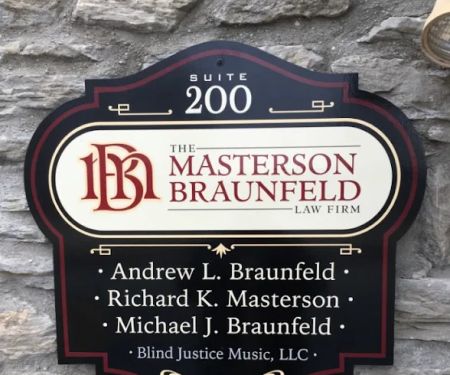 SUITE
200
THE
MASTERSON
BRAUNFELD
LAW FIRM
· Andrew L. Braunfeld ·
· Richard K. Masterson ·
· Michael J. Braunfeld ·
· Blind Justice Music, LLC ·